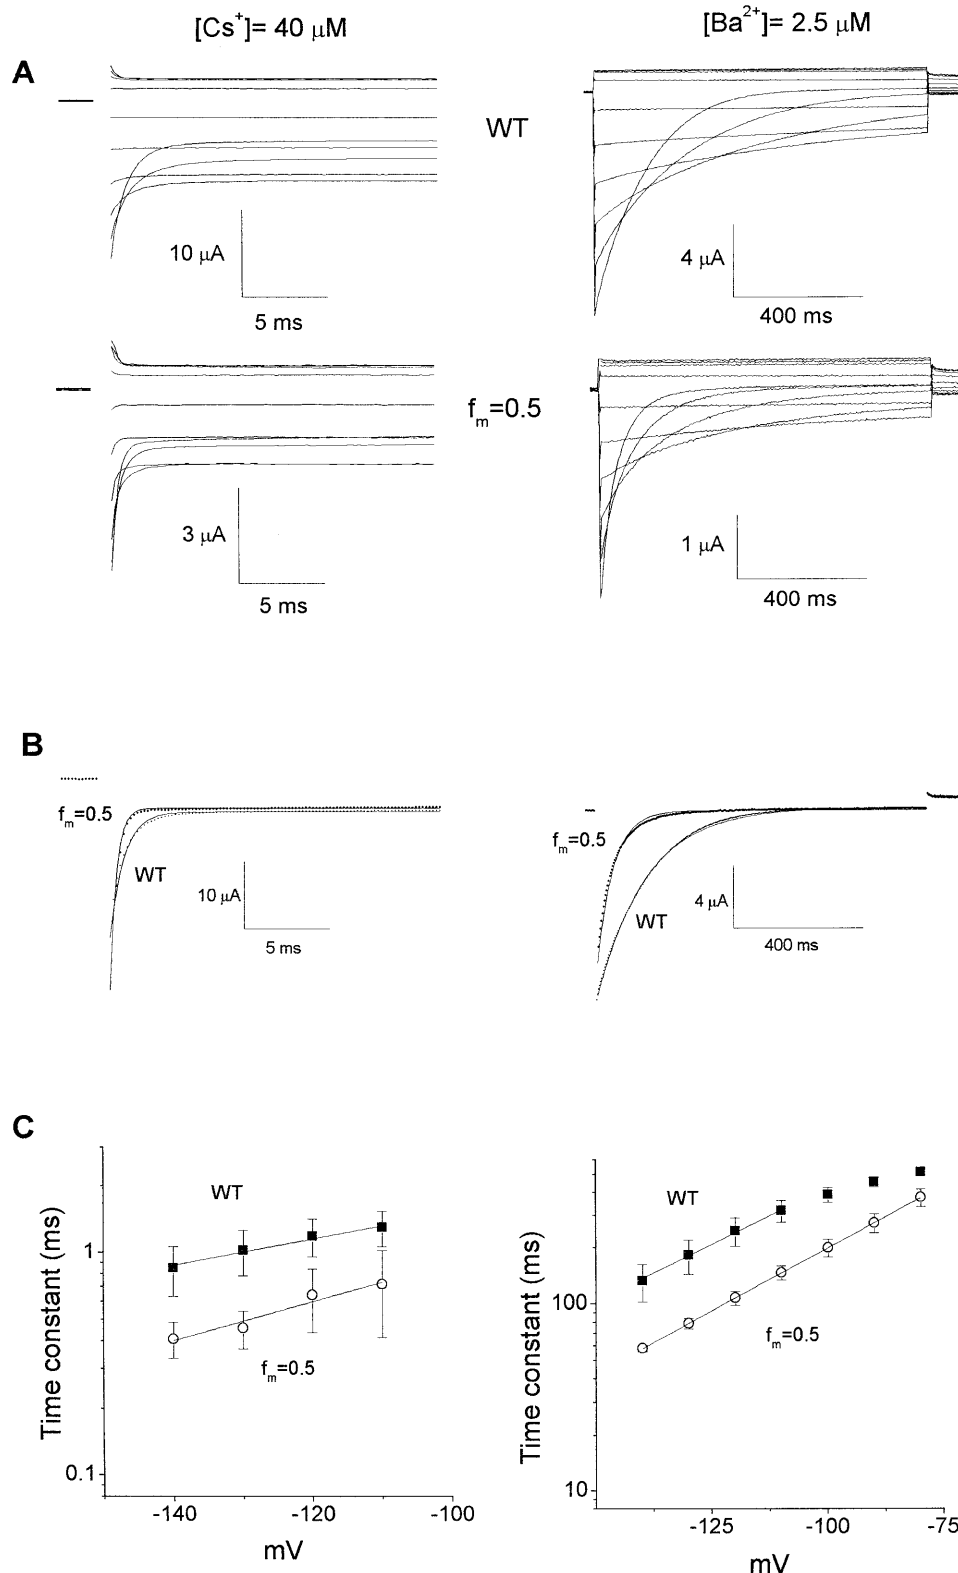 [Cs+]= 40 μM
[Ba2+]= 2.5 μM
A
WT
10 μA
5 ms
4 μA
400 ms
fm=0.5
3 μA
5 ms
1 μA
400 ms
B
fm=0.5
WT
10 μA
5 ms
fm=0.5
WT
4 μA
400 ms
C
Time constant (ms)
1
0.1
WT
fm=0.5
-140
-120
-100
mV
Time constant (ms)
100
10
WT
fm=0.5
-125
-100
-75
mV